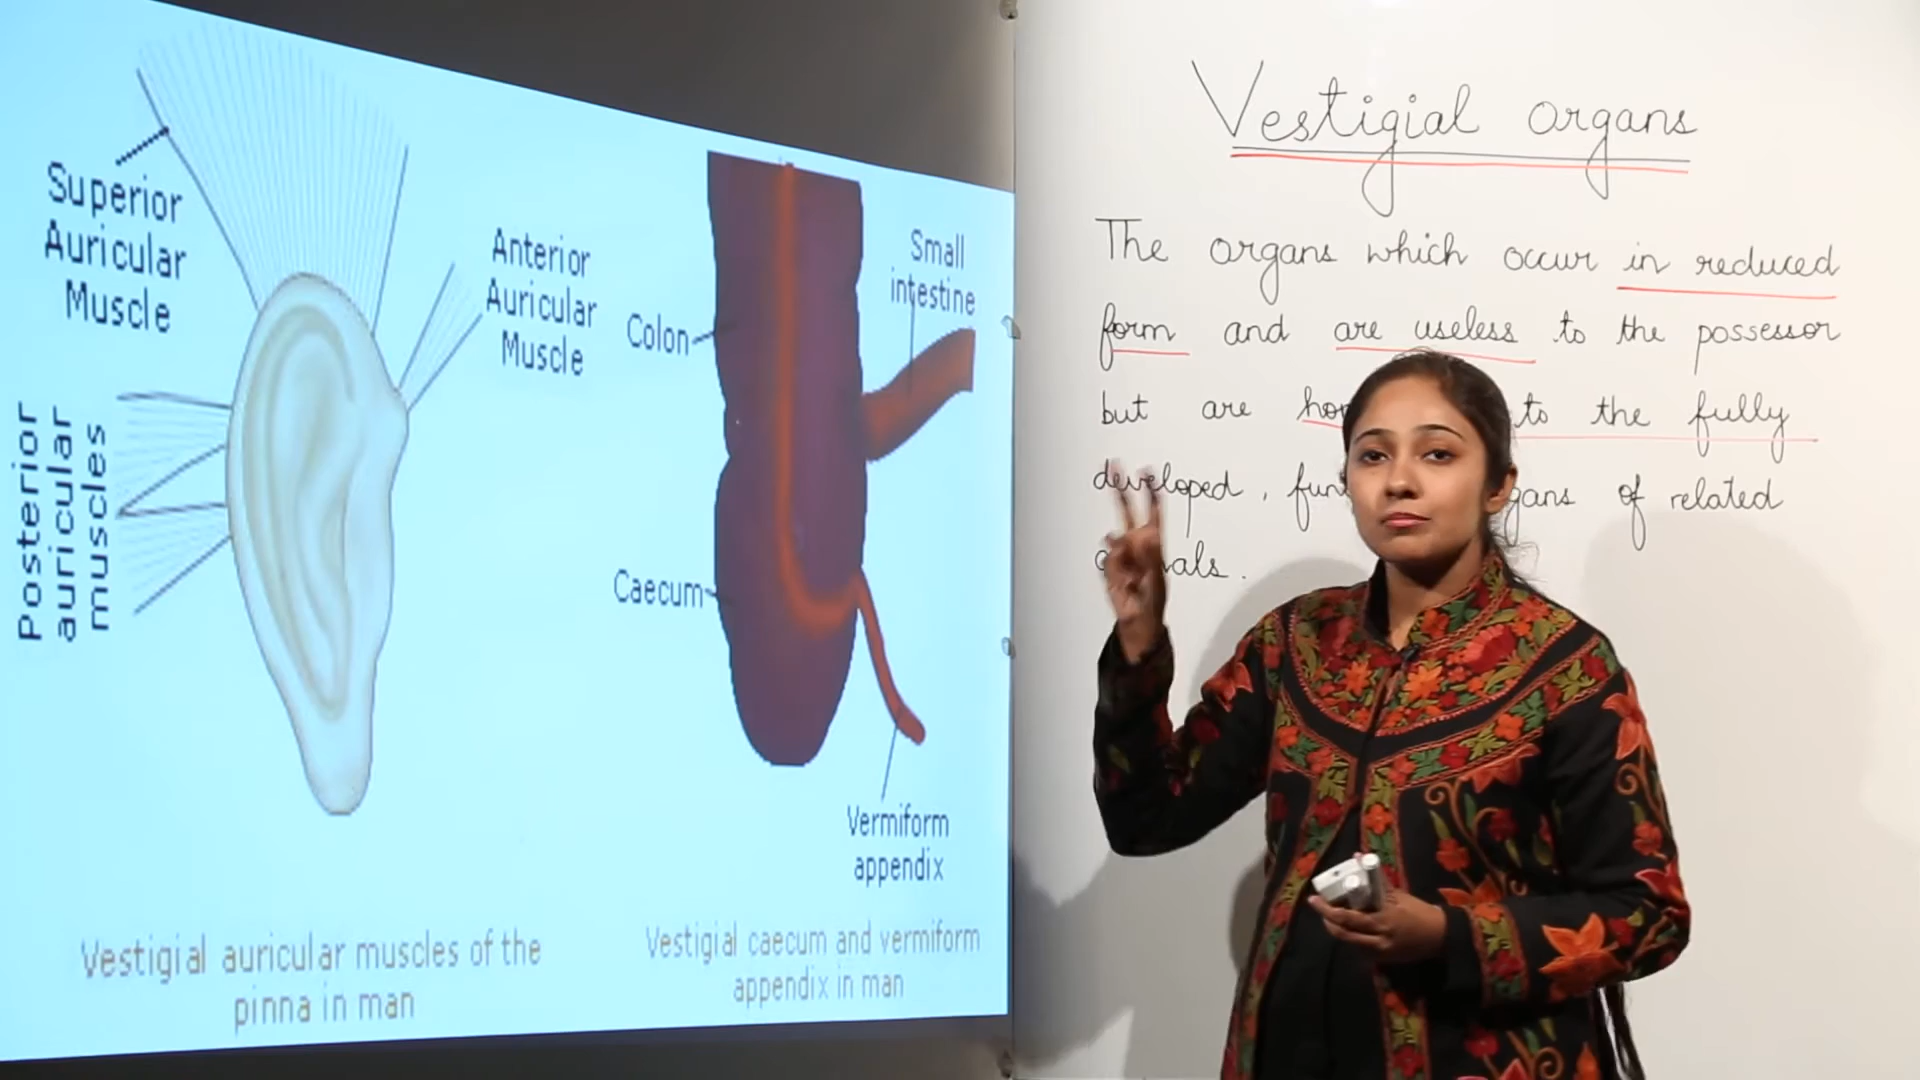 Superior
Auricular
Muscle
Anterior
Auricular
Muscle
Posterior
auricular
muscles
Vestigial auricular muscles of the
pinna in man
Small
intestine
Colon
Caecum
Vermiform
appendix
Vestigial caecum and vermiform
appendix in man
Vestigial organs
The organs which occur in reduced
form and are useless to the possessor
but are to the fully
developed, of related